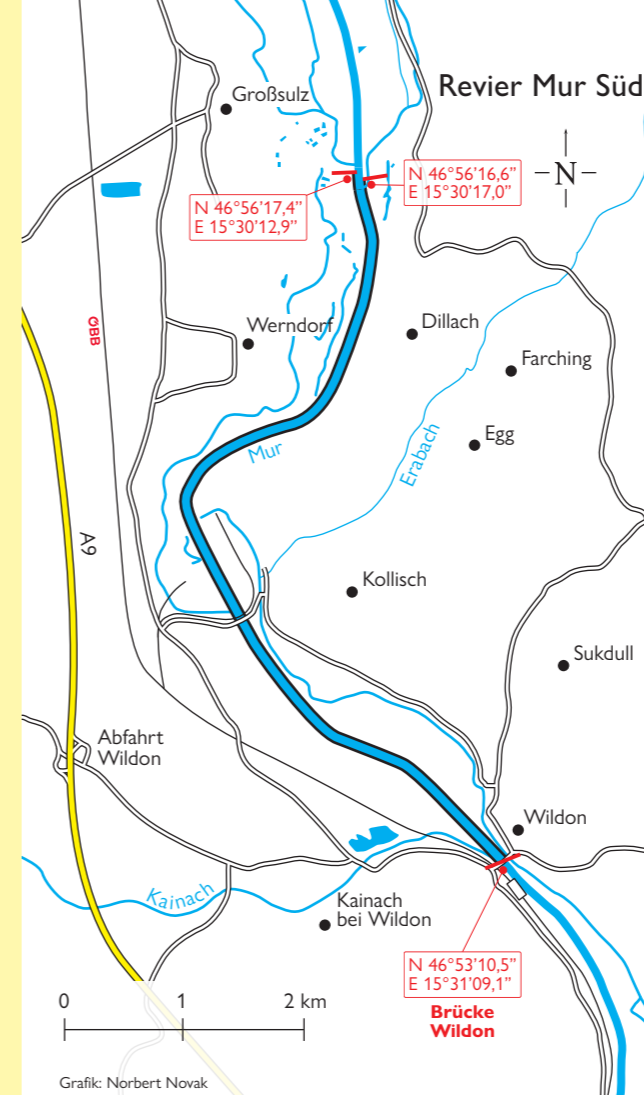 Revier Mur Süd
Großsulz
N 46°56'16,6"
E 15°30'17,0"
N
N 46°56'17,4"
E 15°30'12,9"
ØBB
Werndorf
Dillach
Farching
Egg
Erabach
Mur
A9
Kollisch
Sukdull
Abfahrt
Wildon
Wildon
Kainach
Kainach
bei Wildon
N 46°53'10,5"
E 15°31'09,1"
Brücke
Wildon
0 1 2 km
Grafik: Norbert Novak